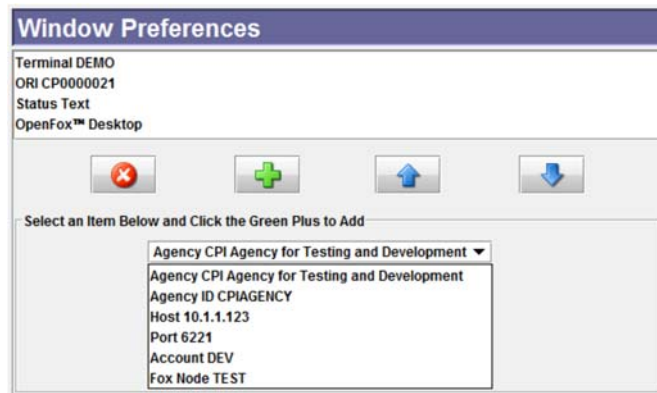 Window Preferences
Terminal DEMO
ORI CP0000021
Status Text
OpenFox™ Desktop
Select an Item Below and Click the Green Plus to Add
Agency CPI Agency for Testing and Development
Agency CPI Agency for Testing and Development
Agency ID CPIAGENCY
Host 10.1.1.123
Port 6221
Account DEV
Fox Node TEST